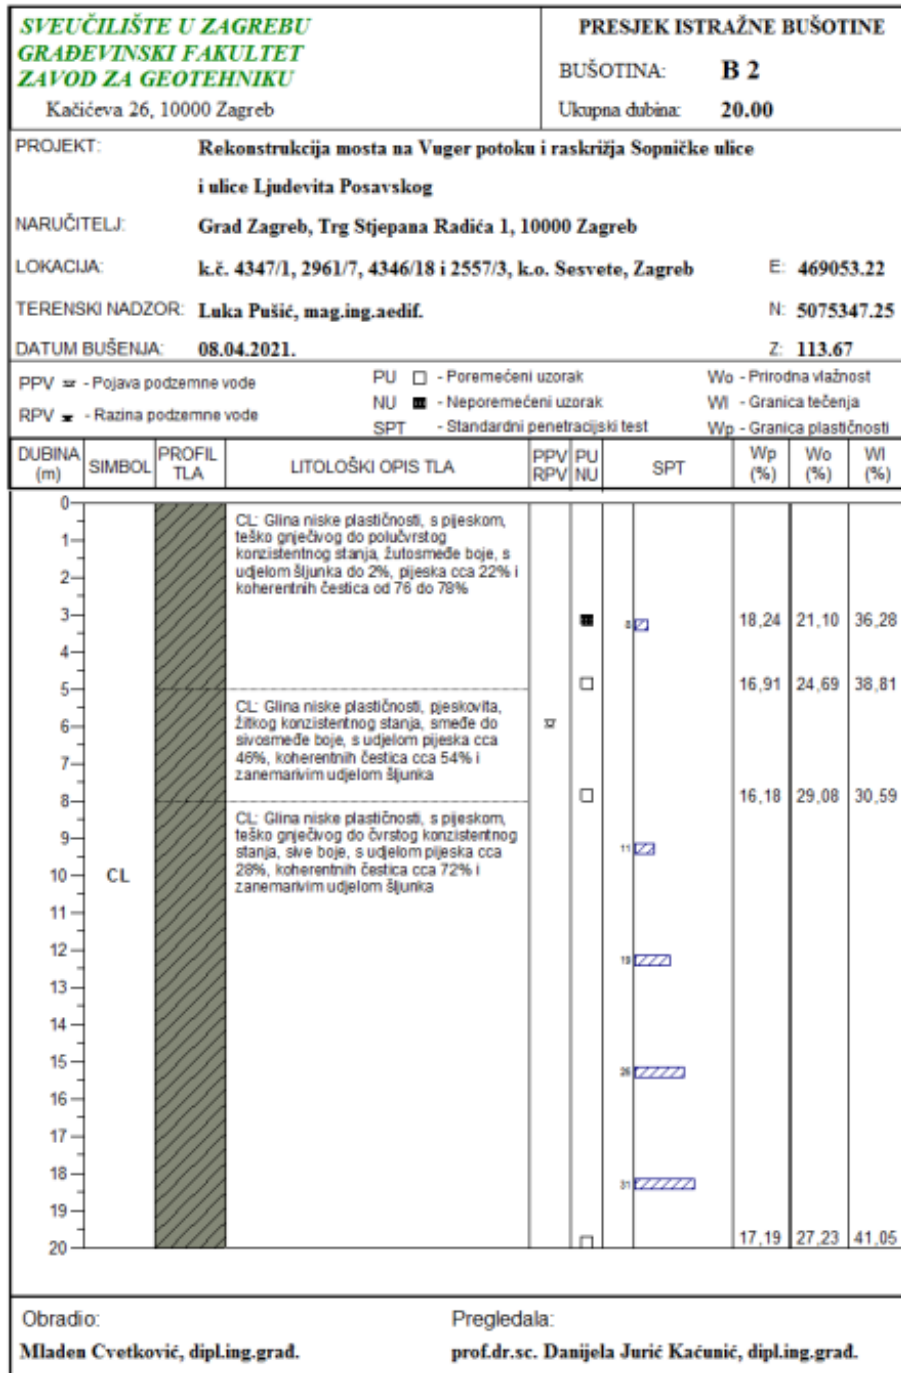 SVEUČILIŠTE U ZAGREBU
GRAĐEVINSKI FAKULTET
ZAVOD ZA GEOTEHNIKU
Kačićeva 26, 10000 Zagreb
PRESJEK ISTRAŽNE BUŠOTINE
BUŠOTINA: B 2
Ukupna dubina: 20.00
PROJEKT: Rekonstrukcija mosta na Vuger potoku i raskrižja Sopničke ulice
i ulice Ljudevita Posavskog
NARUČITELJ: Grad Zagreb, Trg Stjepana Radića 1, 10000 Zagreb
LOKACIJA: k.č. 4347/1, 2961/7, 4346/18 i 2557/3, k.o. Sesvete, Zagreb E: 469053.22
TERENSKI NADZOR: Luka Pušić, mag.ing.aedif. N: 5075347.25
DATUM BUŠENJA: 08.04.2021. Z: 113.67
PPV - Pojava podzemne vode PU - Poremećeni uzorak Wo - Prirodna vlažnost
RPV - Razina podzemne vode NU - Neporemećeni uzorak Wl - Granica tečenja
SPT - Standardni penetracijski test Wp - Granica plastičnosti
DUBINA (m) SIMBOL PROFIL TLA LITOLOŠKI OPIS TLA PPV RPV PU NU SPT Wp (%) Wo (%) Wl (%)
0
CL: Glina niske plastičnosti, s pijeskom,
1 teško gnječivog do polučvrstog
konzistentnog stanja, žutosmeđe boje, s
2 udjelom šljunka do 2%, pijeska cca 22% i
koherentnih čestica od 76 do 78%
3 8 18,24 21,10 36,28
4
5 16,91 24,69 38,81
CL: Glina niske plastičnosti, pjeskovita,
6 žitkog konzistentnog stanja, smeđe do
sivosmeđe boje, s udjelom pijeska cca
46%, koherentnih čestica cca 54% i
7 zanemarivim udjelom šljunka
8 16,18 29,08 30,59
CL: Glina niske plastičnosti, s pijeskom,
9 teško gnječivog do čvrstog konzistentnog 11
stanja, sive boje, s udjelom pijeska cca
10 CL 28%, koherentnih čestica cca 72% i
zanemarivim udjelom šljunka
11
12 19
13
14
15 26
16
17
18 31
19
20 17,19 27,23 41,05
Obradio: Pregledala:
Mladen Cvetković, dipl.ing.građ. prof.dr.sc. Danijela Jurić Kaćunić, dipl.ing.građ.